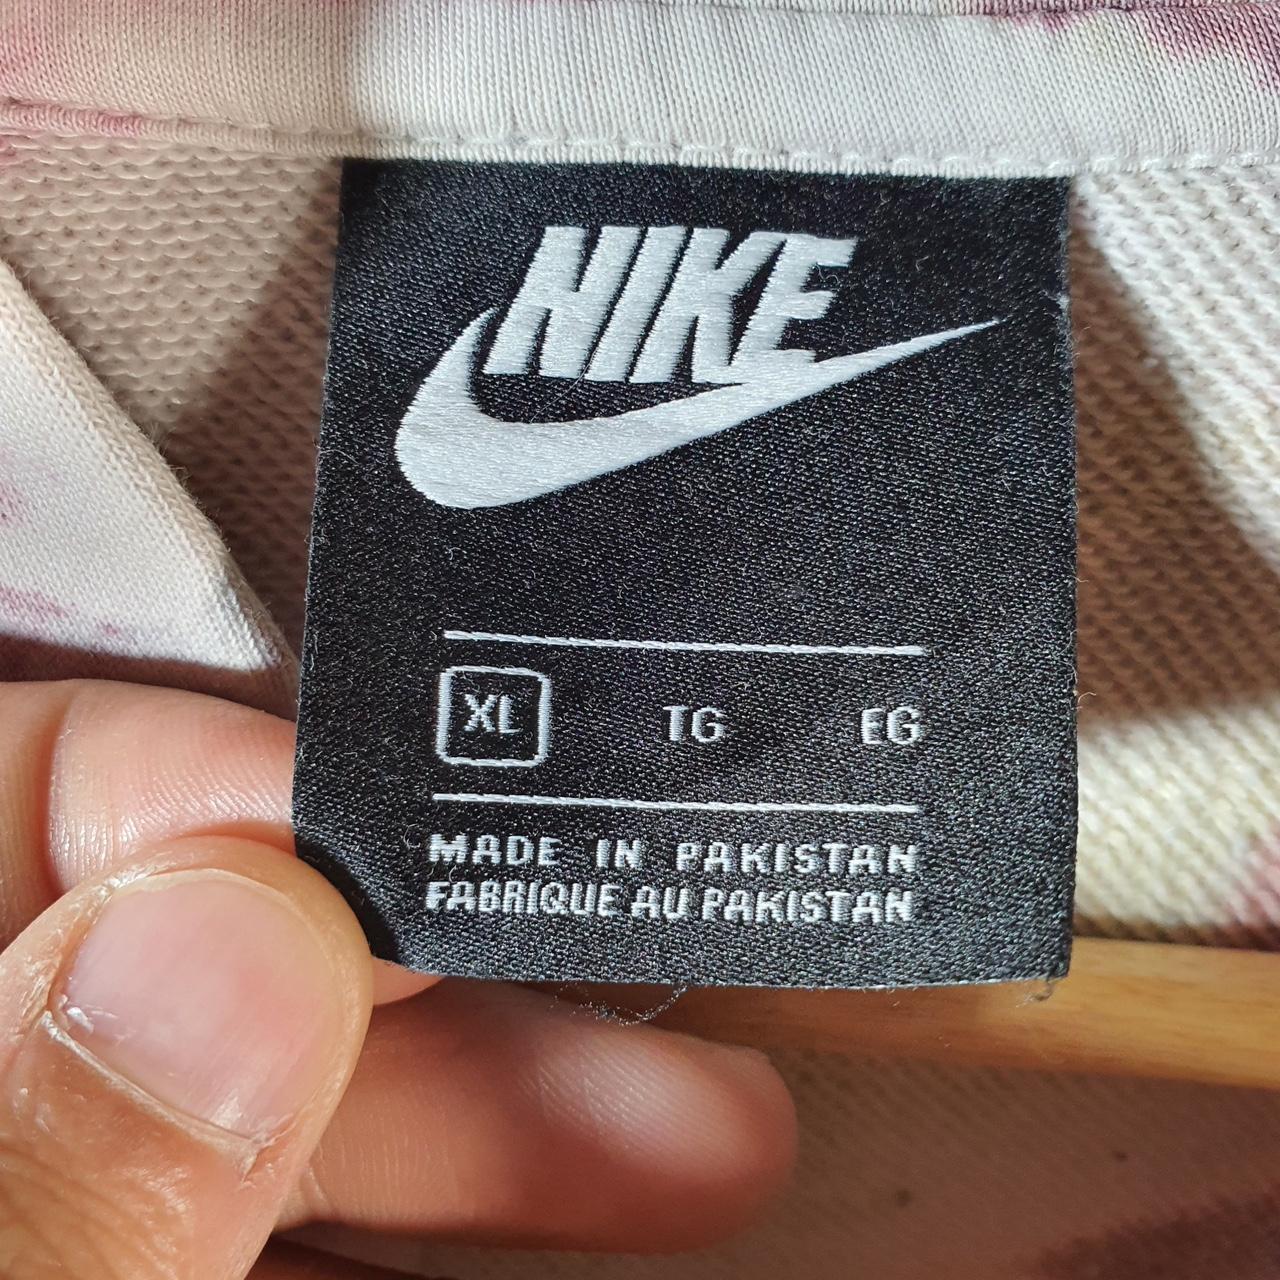 NIKE
XL TG EG
MADE IN PAKISTAN
FABRIQUE AU PAKISTAN